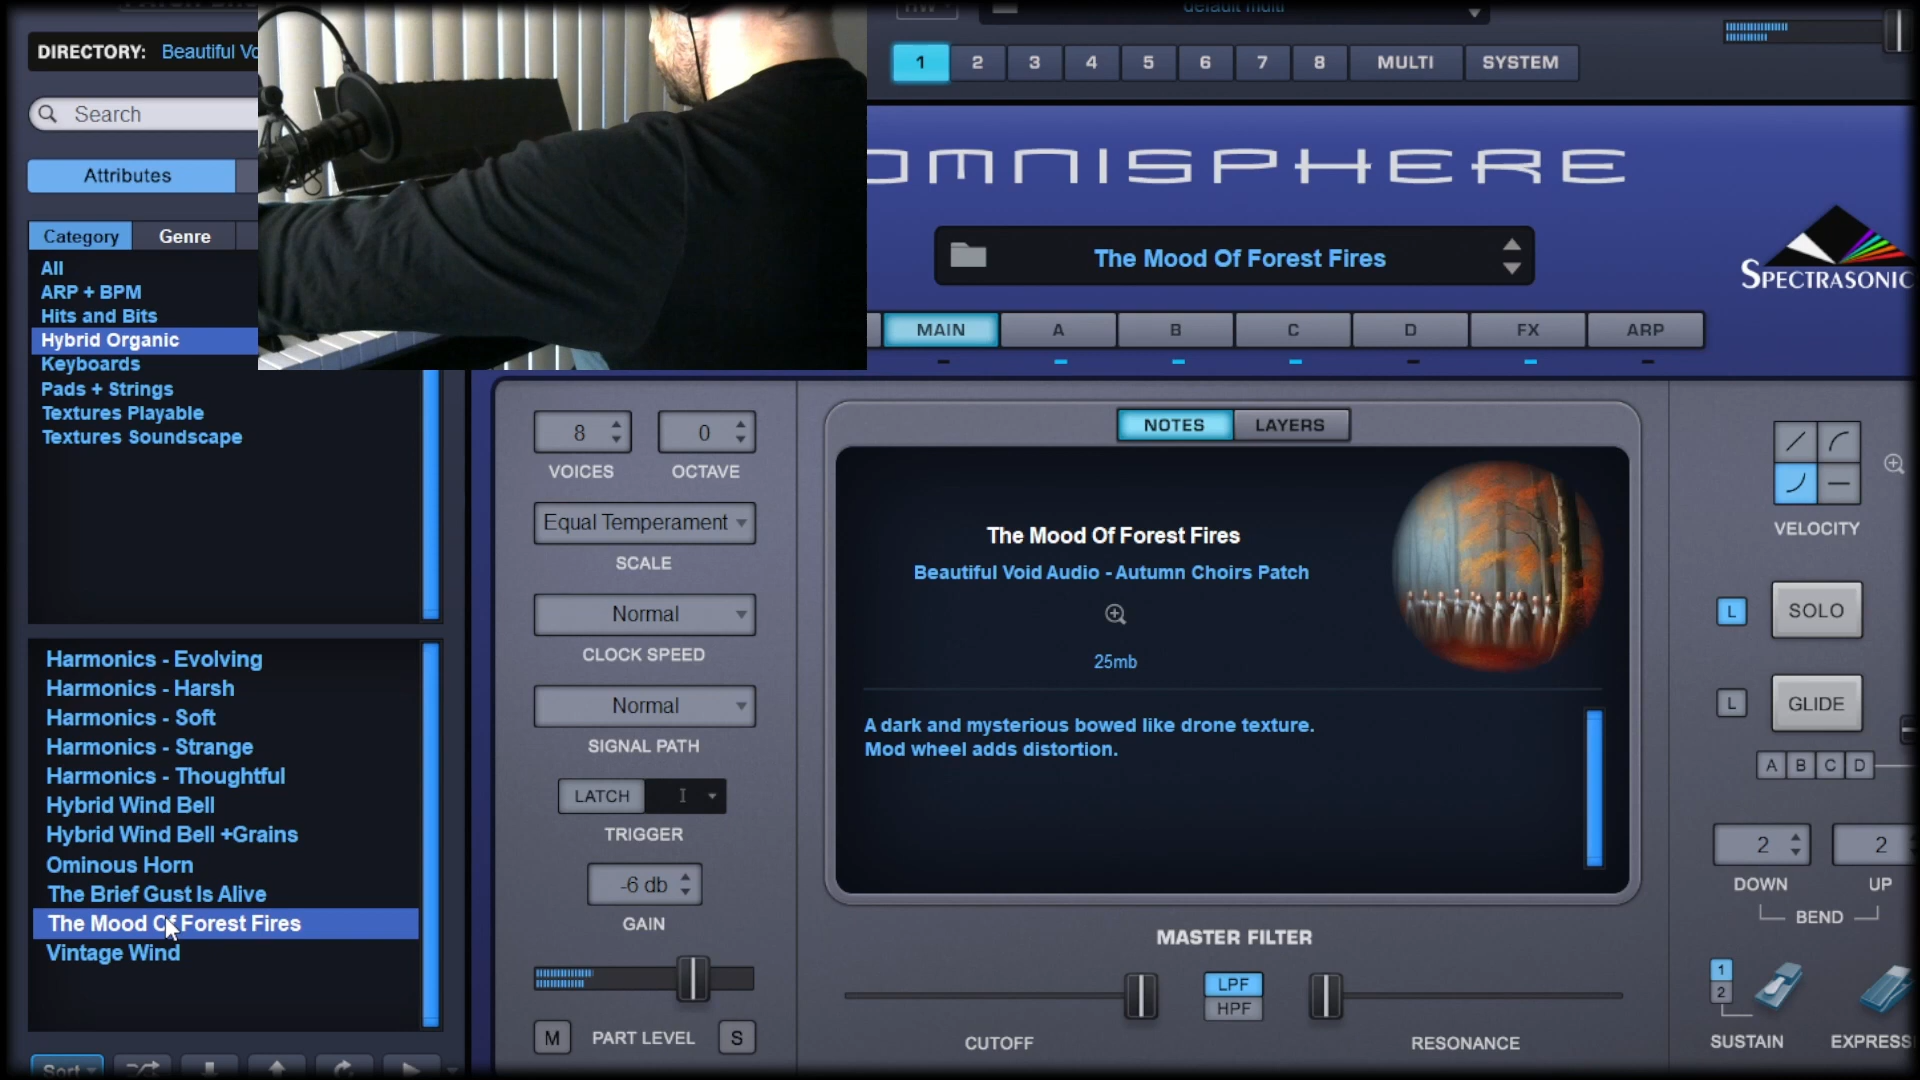 DIRECTORY: Beautiful Vo
Search
Attributes
Category
Genre
All
ARP + BPM
Hits and Bits
Hybrid Organic
Keyboards
Pads + Strings
Textures Playable
Textures Soundscape
Harmonics - Evolving
Harmonics - Harsh
Harmonics - Soft
Harmonics - Strange
Harmonics - Thoughtful
Hybrid Wind Bell
Hybrid Wind Bell +Grains
Ominous Horn
The Brief Gust Is Alive
The Mood Of Forest Fires
Vintage Wind
Sort
default multi
1 2 3 4 5 6 7 8 MULTI SYSTEM
OMNISPHERE
The Mood Of Forest Fires
SPECTRASONIC
MAIN A B C D FX ARP
8
VOICES
0
OCTAVE
Equal Temperament
SCALE
Normal
CLOCK SPEED
Normal
SIGNAL PATH
LATCH
TRIGGER
-6 db
GAIN
M PART LEVEL S
NOTES LAYERS
The Mood Of Forest Fires
Beautiful Void Audio - Autumn Choirs Patch
25mb
A dark and mysterious bowed like drone texture.
Mod wheel adds distortion.
MASTER FILTER
LPF
HPF
CUTOFF
RESONANCE
VELOCITY
L SOLO
L GLIDE
A B C D
2 2
DOWN UP
BEND
1
2
SUSTAIN
EXPRESS